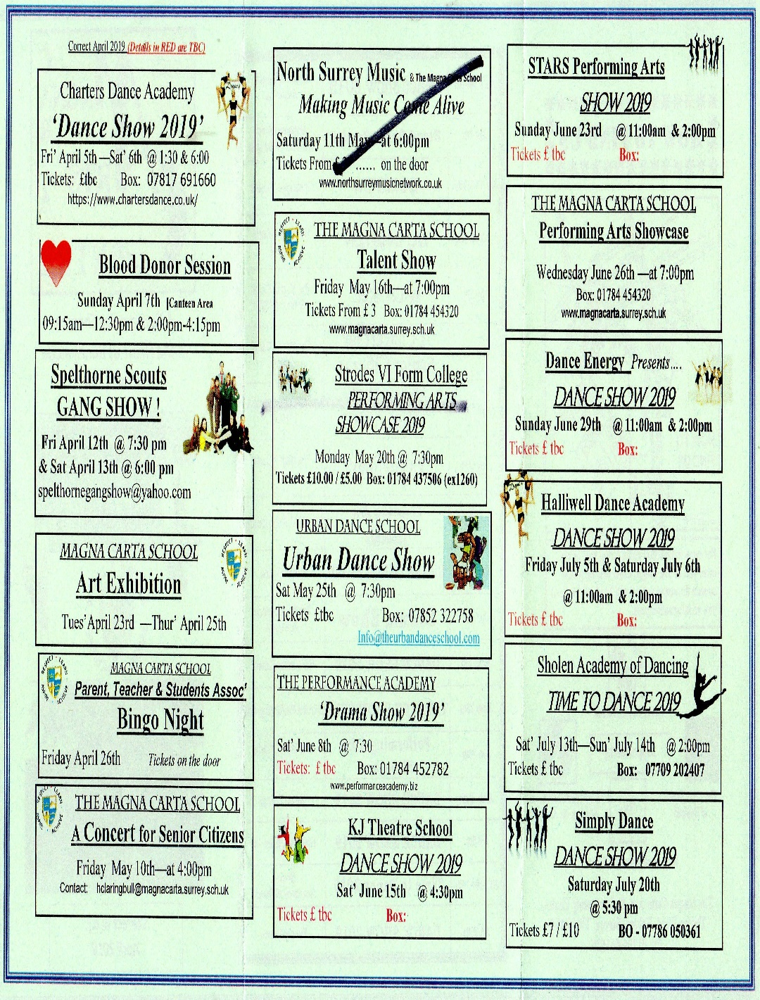 Correct April 2019 (Details in RED are TBC)
Charters Dance Academy
‘Dance Show 2019’
Fri’ April 5th —Sat’ 6th @ 1:30 & 6:00
Tickets: £tbc Box: 07817 691660
https://www.chartersdance.co.uk/
Blood Donor Session
Sunday April 7th |Canteen Area
09:15am—12:30pm & 2:00pm-4:15pm
Spelthorne Scouts
GANG SHOW !
Fri April 12th @ 7:30 pm
& Sat April 13th @ 6:00 pm
spelthornegangshow@yahoo.com
MAGNA CARTA SCHOOL
RESPECT - LEARN
ACHIEVE
Art Exhibition
Tues’ April 23rd —Thur’ April 25th
RESPECT - LEARN
ACHIEVE
MAGNA CARTA SCHOOL
Parent, Teacher & Students Assoc’
Bingo Night
Friday April 26th Tickets on the door
THE MAGNA CARTA SCHOOL
A Concert for Senior Citizens
Friday May 10th—at 4:00pm
Contact: hclaringbull@magnacarta.surrey.sch.uk
North Surrey Music & The Magna Carta School
Making Music Come Alive
Saturday 11th May—at 6:00pm
Tickets From £ ...... on the door
www.northsurreymusicnetwork.co.uk
RESPECT - LEARN
ACHIEVE
THE MAGNA CARTA SCHOOL
Talent Show
Friday May 16th—at 7:00pm
Tickets From £ 3 Box: 01784 454320
www.magnacarta.surrey.sch.uk
Strodes VI Form College
PERFORMING ARTS
SHOWCASE 2019
Monday May 20th @ 7:30pm
Tickets £10.00 / £5.00 Box: 01784 437506 (ex1260)
URBAN DANCE SCHOOL
Urban Dance Show
Sat May 25th @ 7:30pm
Tickets £tbc Box: 07852 322758
Info@theurbandanceschool.com
THE PERFORMANCE ACADEMY
‘Drama Show 2019’
Sat’ June 8th @ 7:30
Tickets: £ tbc Box: 01784 452782
www.performanceacademy.biz
KJ Theatre School
DANCE SHOW 2019
Sat’ June 15th @ 4:30pm
Tickets £ tbc Box:
STARS Performing Arts
SHOW 2019
Sunday June 23rd @ 11:00am & 2:00pm
Tickets £ tbc Box:
THE MAGNA CARTA SCHOOL
Performing Arts Showcase
Wednesday June 26th —at 7:00pm
Box: 01784 454320
www.magnacarta.surrey.sch.uk
Dance Energy Presents....
DANCE SHOW 2019
Sunday June 29th @ 11:00am & 2:00pm
Tickets £ tbc Box:
Halliwell Dance Academy
DANCE SHOW 2019
Friday July 5th & Saturday July 6th
@ 11:00am & 2:00pm
Tickets £ tbc Box:
Sholen Academy of Dancing
TIME TO DANCE 2019
Sat’ July 13th—Sun’ July 14th @ 2:00pm
Tickets £ tbc Box: 07709 202407
Simply Dance
DANCE SHOW 2019
Saturday July 20th
@ 5:30 pm
Tickets £7 / £10 BO - 07786 050361